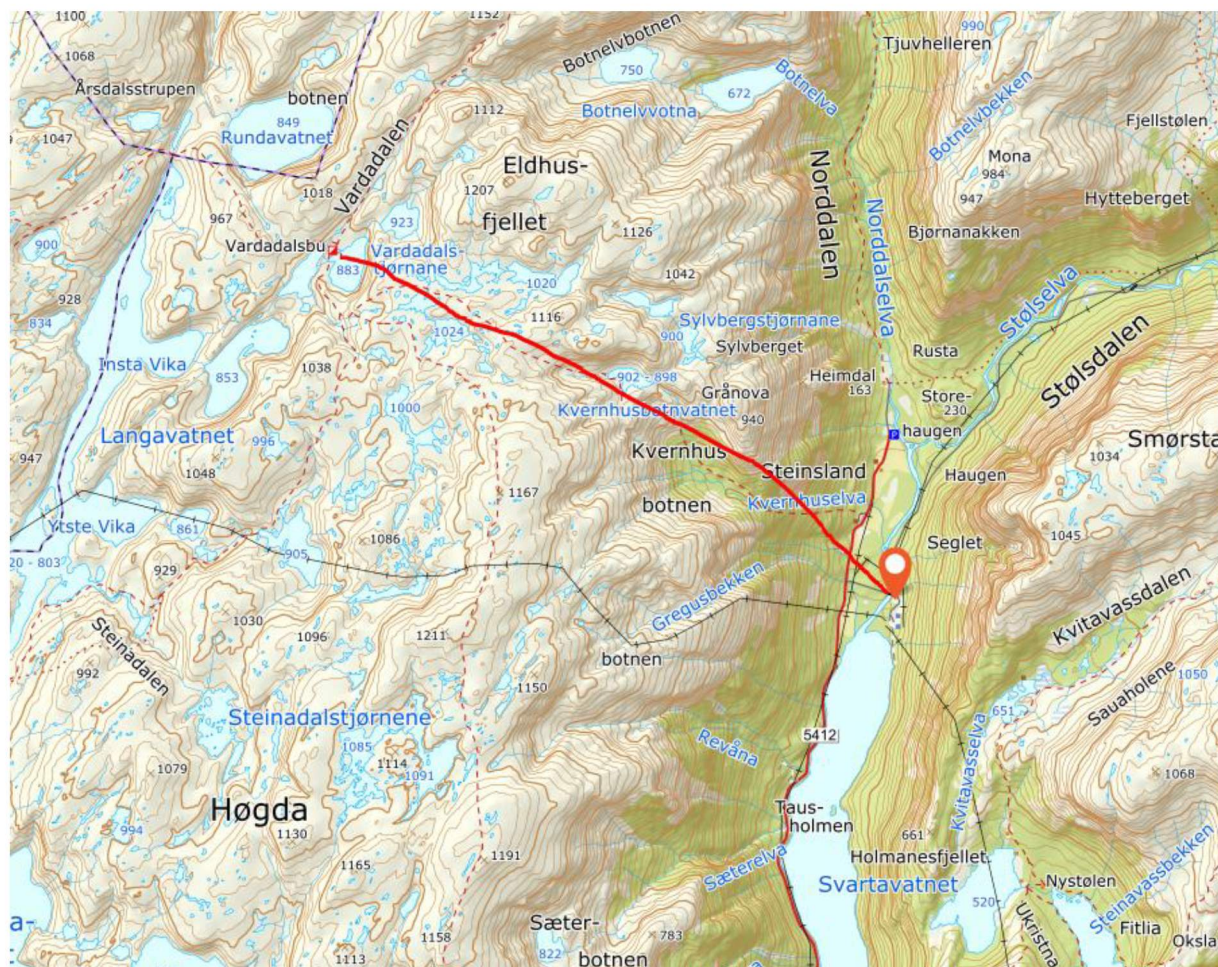 1100
1152
990
Tjuvhelleren
1068
Botnelvbotnen
750
Årsdalsstrupen
botnen
672
Botnelva
849
1112
Botnelvvotna
Botnelvbekken
Fjellstølen
1047
Rundavatnet
Mona
984
Vardadalen
Eldhus-
Norddalen
Hytteberget
1018
1207
947
967
923
fjellet
1126
Norddalselva
Bjørnanakken
900
Vardadalsbu
Vardadals-
tjørnane
883
1042
Stølselva
928
1020
834
1116
Sylvbergstjørnane
1024
900
Sylvberget
Rusta
Stølsdalen
Insta Vika
1038
853
902 - 898
Heimdal
163
Grånova
Store-
230
1000
Kvernhusbotnvatnet
940
haugen
P
Langavatnet
996
Kvernhus
Smørsta
947
1048
Steinsland
1034
Haugen
1167
botnen
Kvernhuselva
Ytste Vika
861
1086
Seglet
1045
905
20 - 803
929
Gregusbekken
Kvitavassdalen
1030
1096
1211
Steinadalen
botnen
992
1150
Sauaholene
1050
651
Steinadalstjørnene
5412
Revåna
Kvitavasselva
1085
1114
1091
1079
1068
Høgda
Taus-
holmen
994
1130
661
Steinavassbekken
1191
Sæterelva
Holmanesfjellet
1165
Svartavatnet
Nystølen
a-
520
Ukristna
Sæter-
783
Fitlia
1158
botnen
822
Oksla
1113